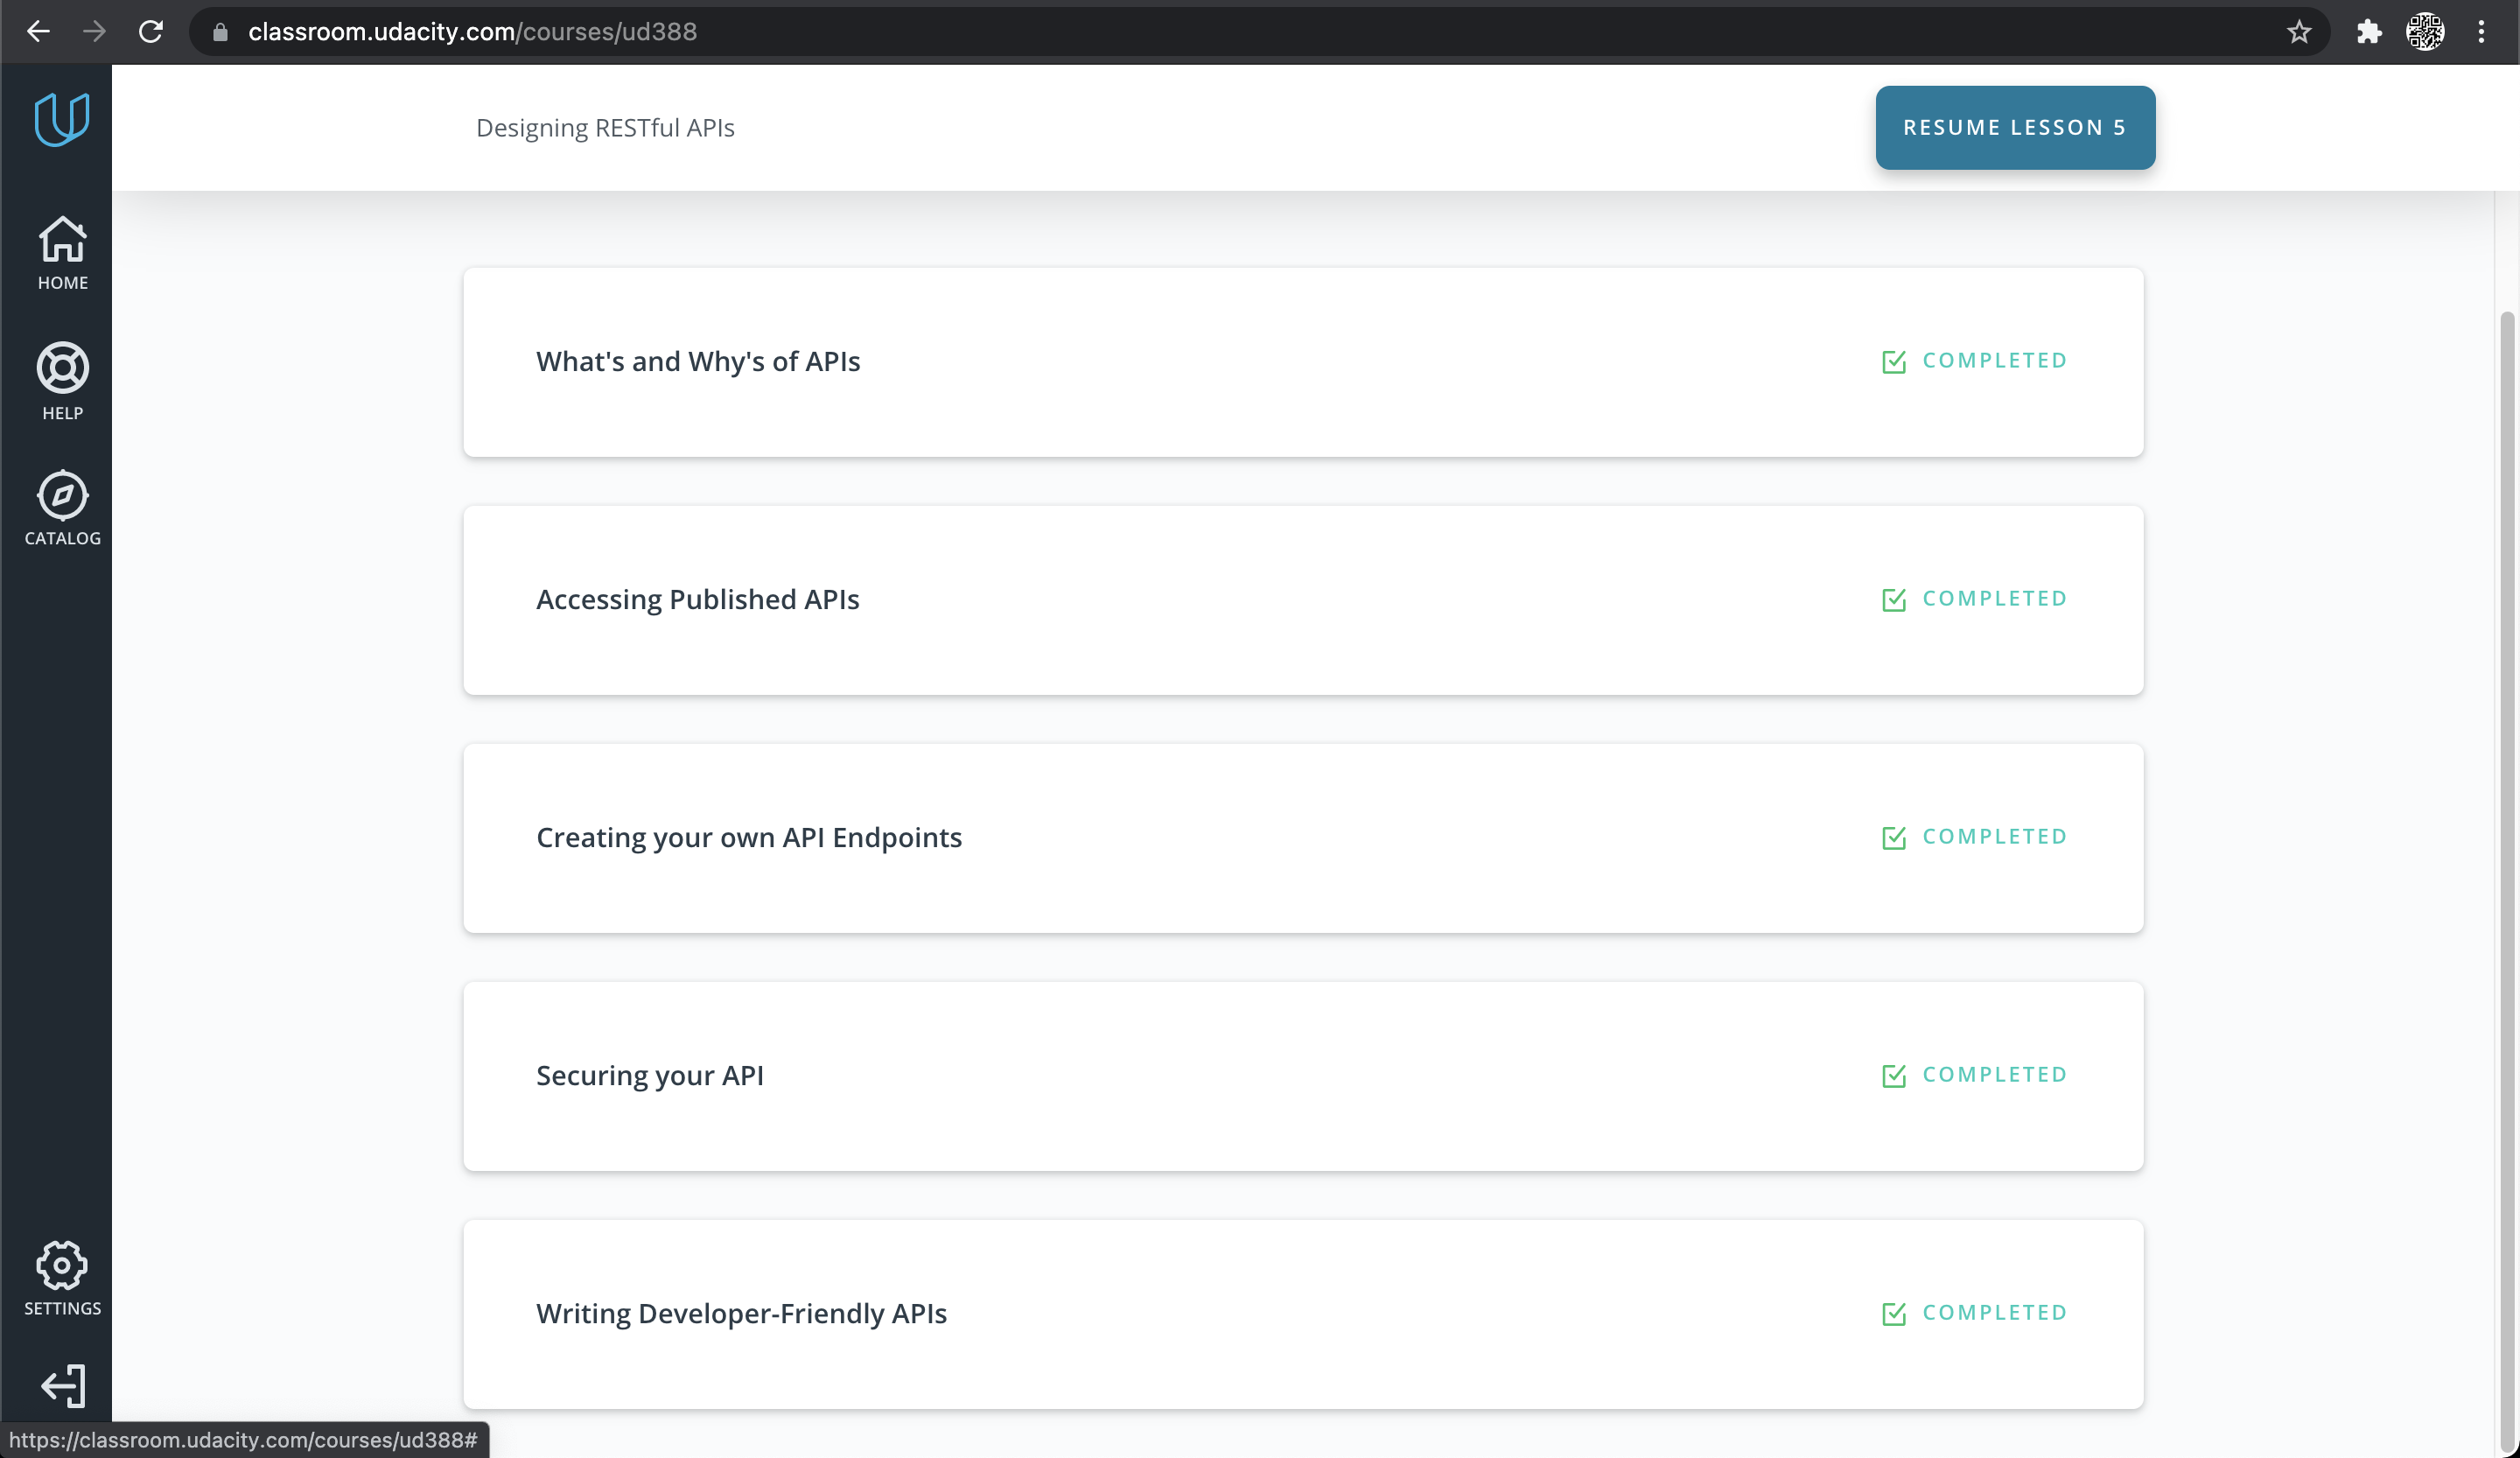 classroom.udacity.com/courses/ud388
Designing RESTful APIs
RESUME LESSON 5
HOME
HELP
CATALOG
What's and Why's of APIs
COMPLETED
Accessing Published APIs
COMPLETED
Creating your own API Endpoints
COMPLETED
Securing your API
COMPLETED
Writing Developer-Friendly APIs
COMPLETED
SETTINGS
https://classroom.udacity.com/courses/ud388#